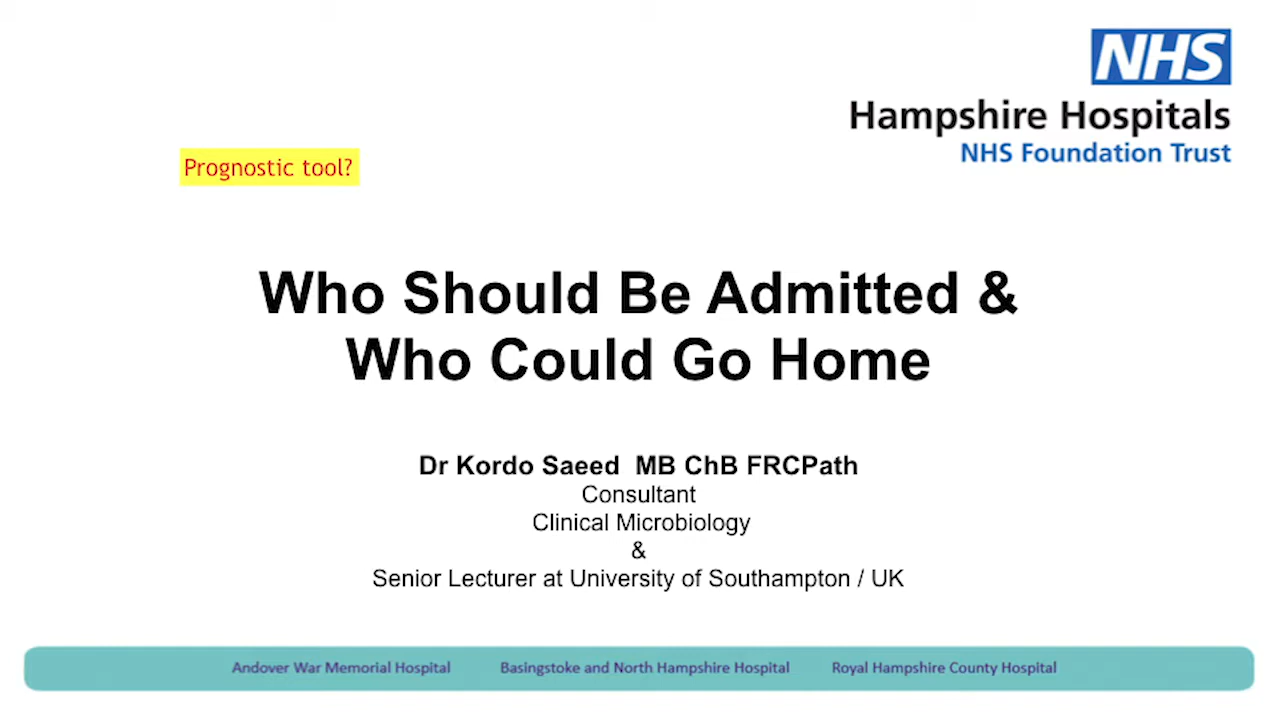 NHS
Hampshire Hospitals
NHS Foundation Trust
Prognostic tool?
Who Should Be Admitted &
Who Could Go Home
Dr Kordo Saeed MB ChB FRCPath
Consultant
Clinical Microbiology
&
Senior Lecturer at University of Southampton / UK
Andover War Memorial Hospital Basingstoke and North Hampshire Hospital Royal Hampshire County Hospital